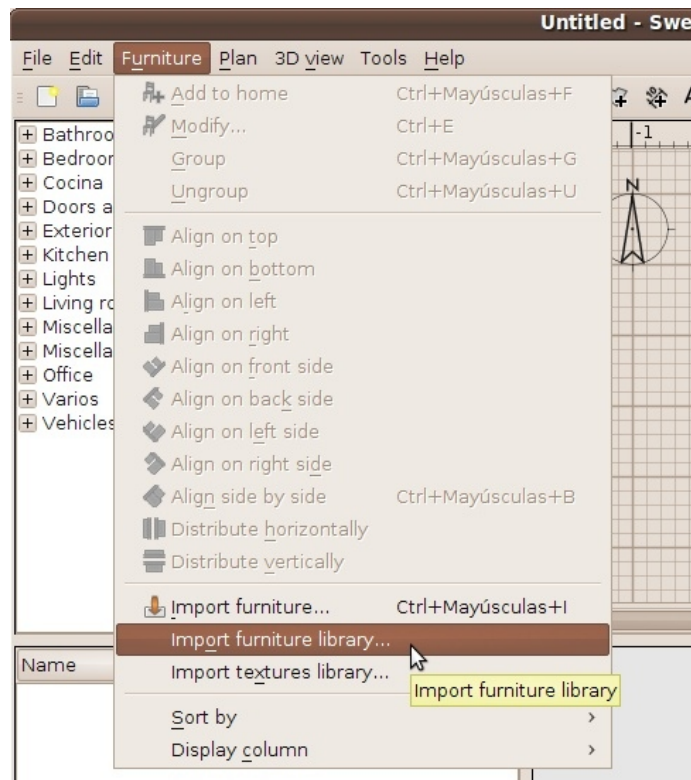 Untitled - Swe
File Edit Furniture Plan 3D view Tools Help
Add to home Ctrl+Mayúsculas+F
Modify... Ctrl+E
Group Ctrl+Mayúsculas+G
Ungroup Ctrl+Mayúsculas+U
Align on top
Align on bottom
Align on left
Align on right
Align on front side
Align on back side
Align on left side
Align on right side
Align side by side Ctrl+Mayúsculas+B
Distribute horizontally
Distribute vertically
Import furniture... Ctrl+Mayúsculas+I
Import furniture library...
Import textures library...
Import furniture library
Sort by
Display column
Bathroo
Bedroor
Cocina
Doors a
Exterior
Kitchen
Lights
Living ro
Miscella
Miscella
Office
Varios
Vehicles
Name
-1
N